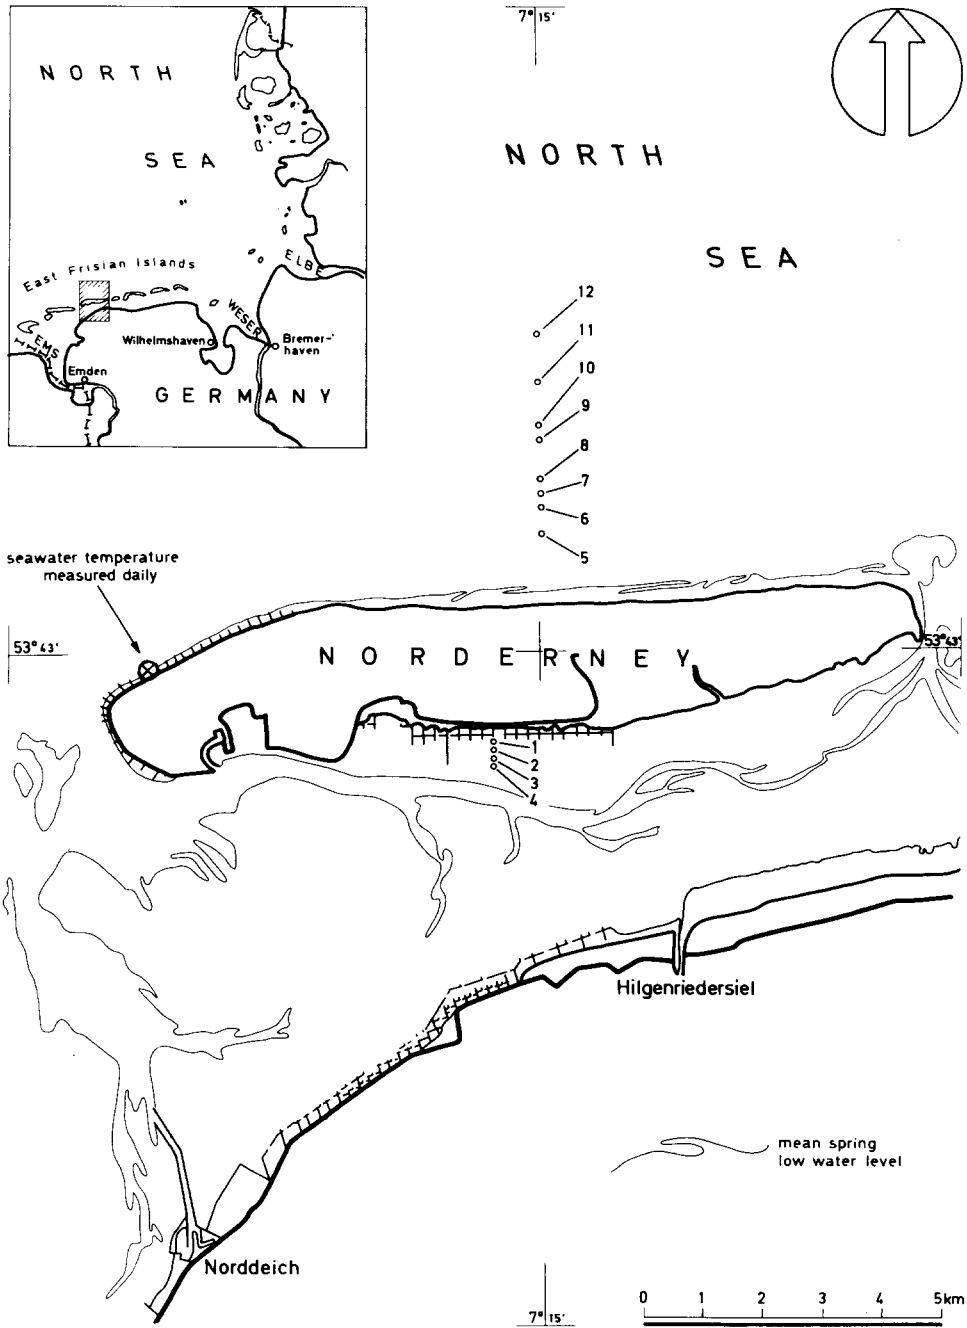 NORTH
SEA
East Frisian Islands
ELBE
WESER
EMS
Wilhelmshaven
Bremer-
haven
Emden
GERMANY
7° 15'
NORTH
SEA
12
11
10
9
8
7
6
5
seawater temperature
measured daily
53° 43'
NORDERNEY
53° 43'
1
2
3
4
Hilgenriedersiel
mean spring
low water level
Norddeich
7° 15'
0 1 2 3 4 5km